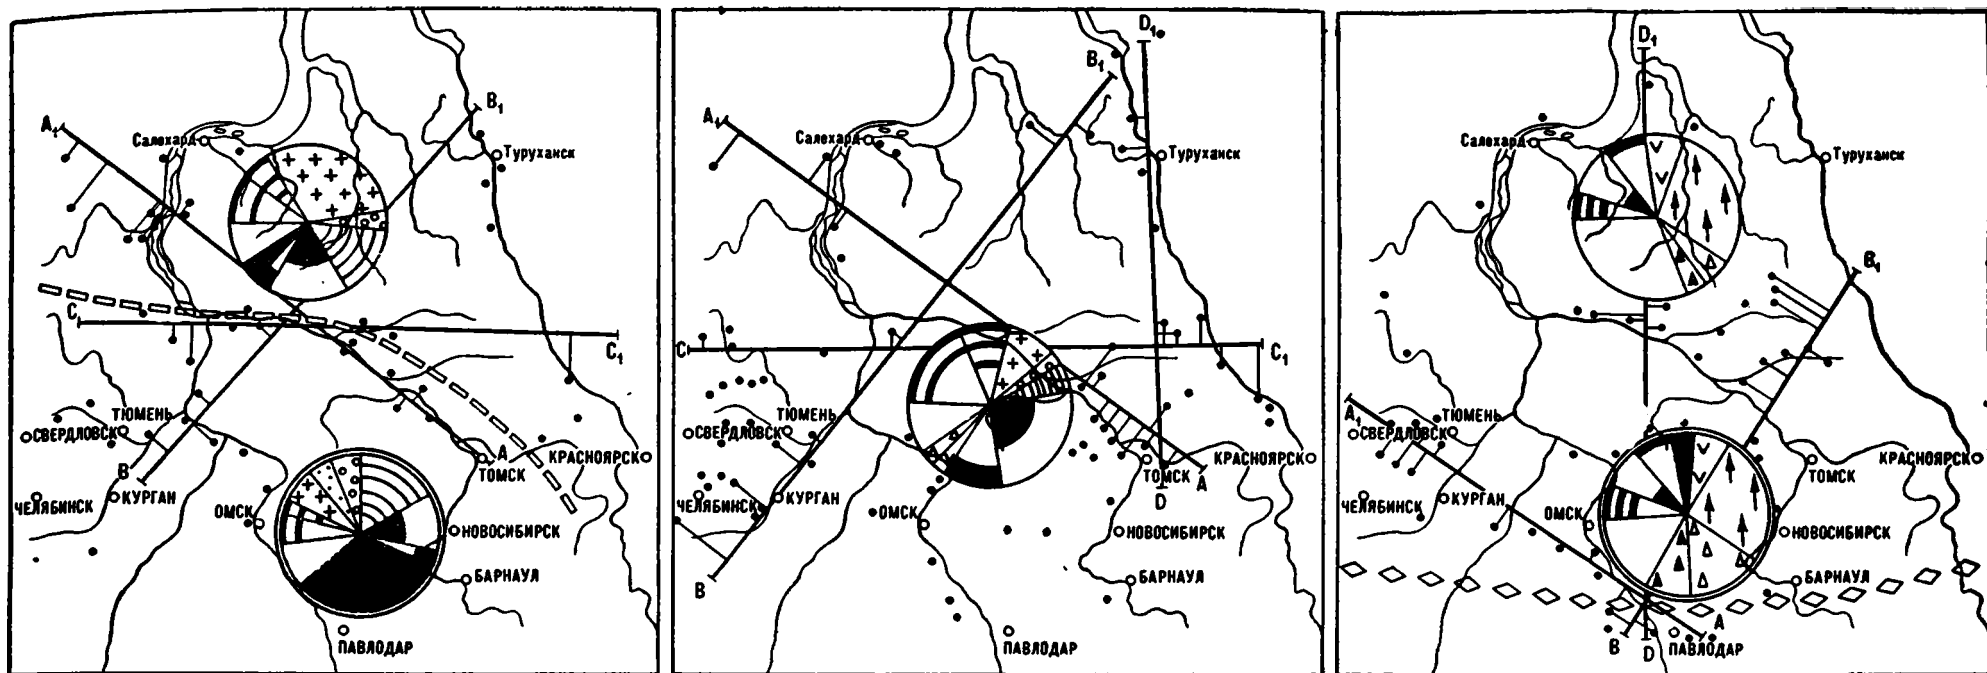 A₁
B₁
Салехард
Туруханск
C
C₁
ТЮМЕНЬ
СВЕРДЛОВСК
B
A
ТОМСК
КРАСНОЯРСК
ЧЕЛЯБИНСК
КУРГАН
ОМСК
НОВОСИБИРСК
БАРНАУЛ
ПАВЛОДАР
D₁
B₁
A₁
Салехард
Туруханск
C
C₁
ТЮМЕНЬ
СВЕРДЛОВСК
ТОМСК
КРАСНОЯРСК
A
D
ЧЕЛЯБИНСК
КУРГАН
ОМСК
НОВОСИБИРСК
B
БАРНАУЛ
ПАВЛОДАР
D₁
Салехард
Туруханск
B₁
A₁
ТЮМЕНЬ
СВЕРДЛОВСК
ТОМСК
КРАСНОЯРСК
ЧЕЛЯБИНСК
КУРГАН
ОМСК
НОВОСИБИРСК
БАРНАУЛ
A
B
D
ПАВЛОДАР